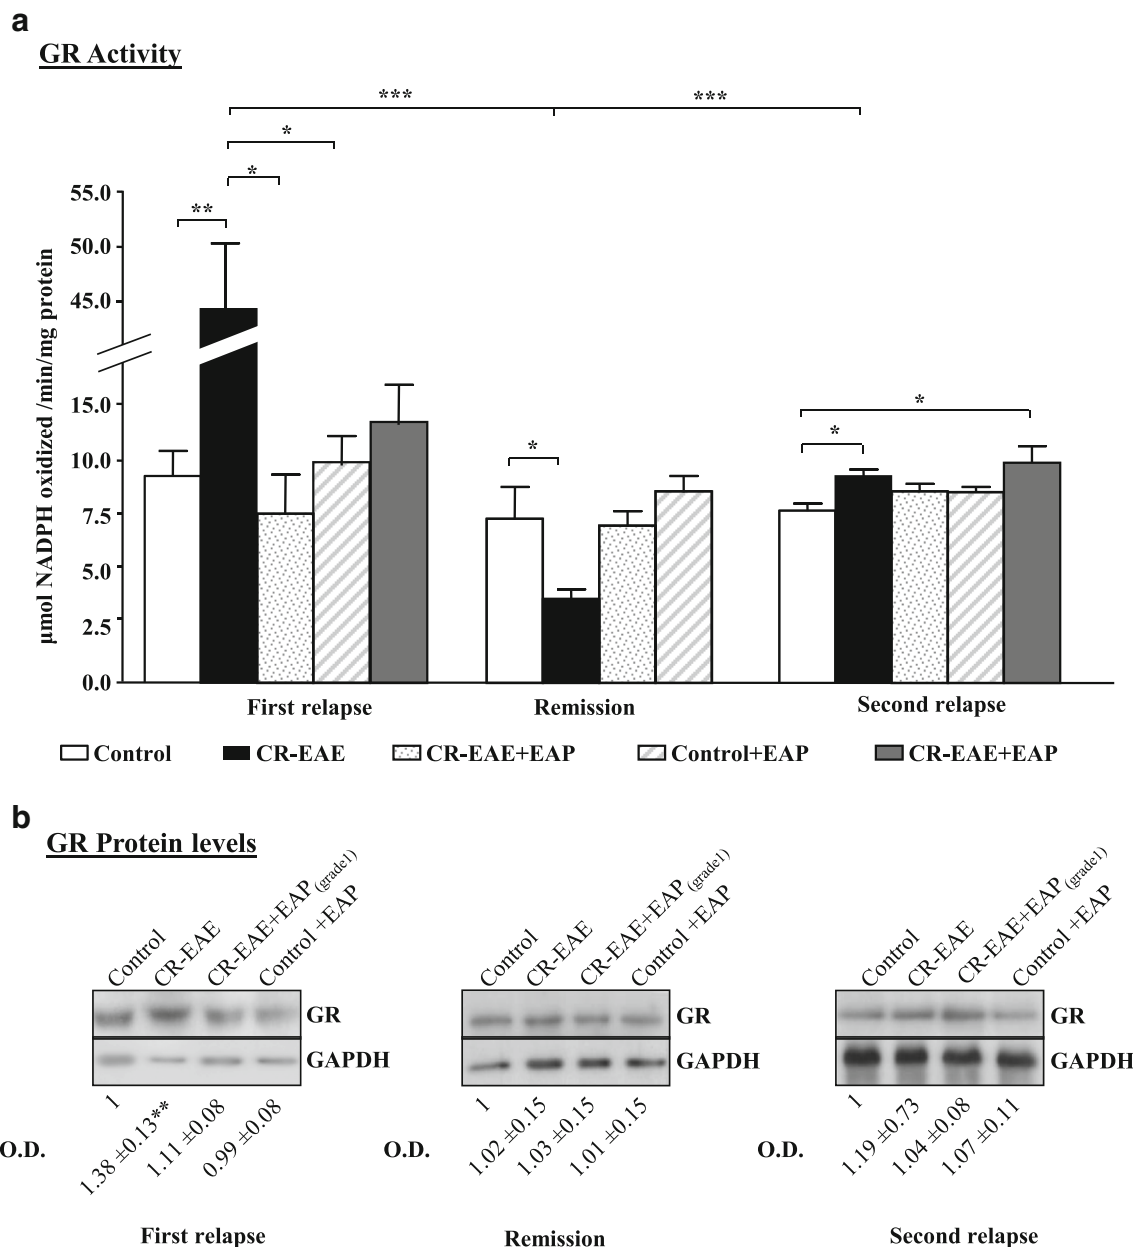 a
GR Activity
*** ***
*
*
**
55.0
50.0
45.0
15.0
10.0
7.5
5.0
2.5
0.0
µmol NADPH oxidized /min/mg protein
*
*
*
First relapse Remission Second relapse
Control CR-EAE CR-EAE+EAP Control+EAP CR-EAE+EAP
b
GR Protein levels
Control CR-EAE CR-EAE+EAP (grade1) Control +EAP
GR
GAPDH
O.D. 1 1.38 ±0.13** 1.11 ±0.08 0.99 ±0.08
First relapse
Control CR-EAE CR-EAE+EAP (grade1) Control +EAP
GR
GAPDH
O.D. 1 1.02 ±0.15 1.03 ±0.15 1.01 ±0.15
Remission
Control CR-EAE CR-EAE+EAP (grade1) Control +EAP
GR
GAPDH
O.D. 1 1.19 ±0.73 1.04 ±0.08 1.07 ±0.11
Second relapse